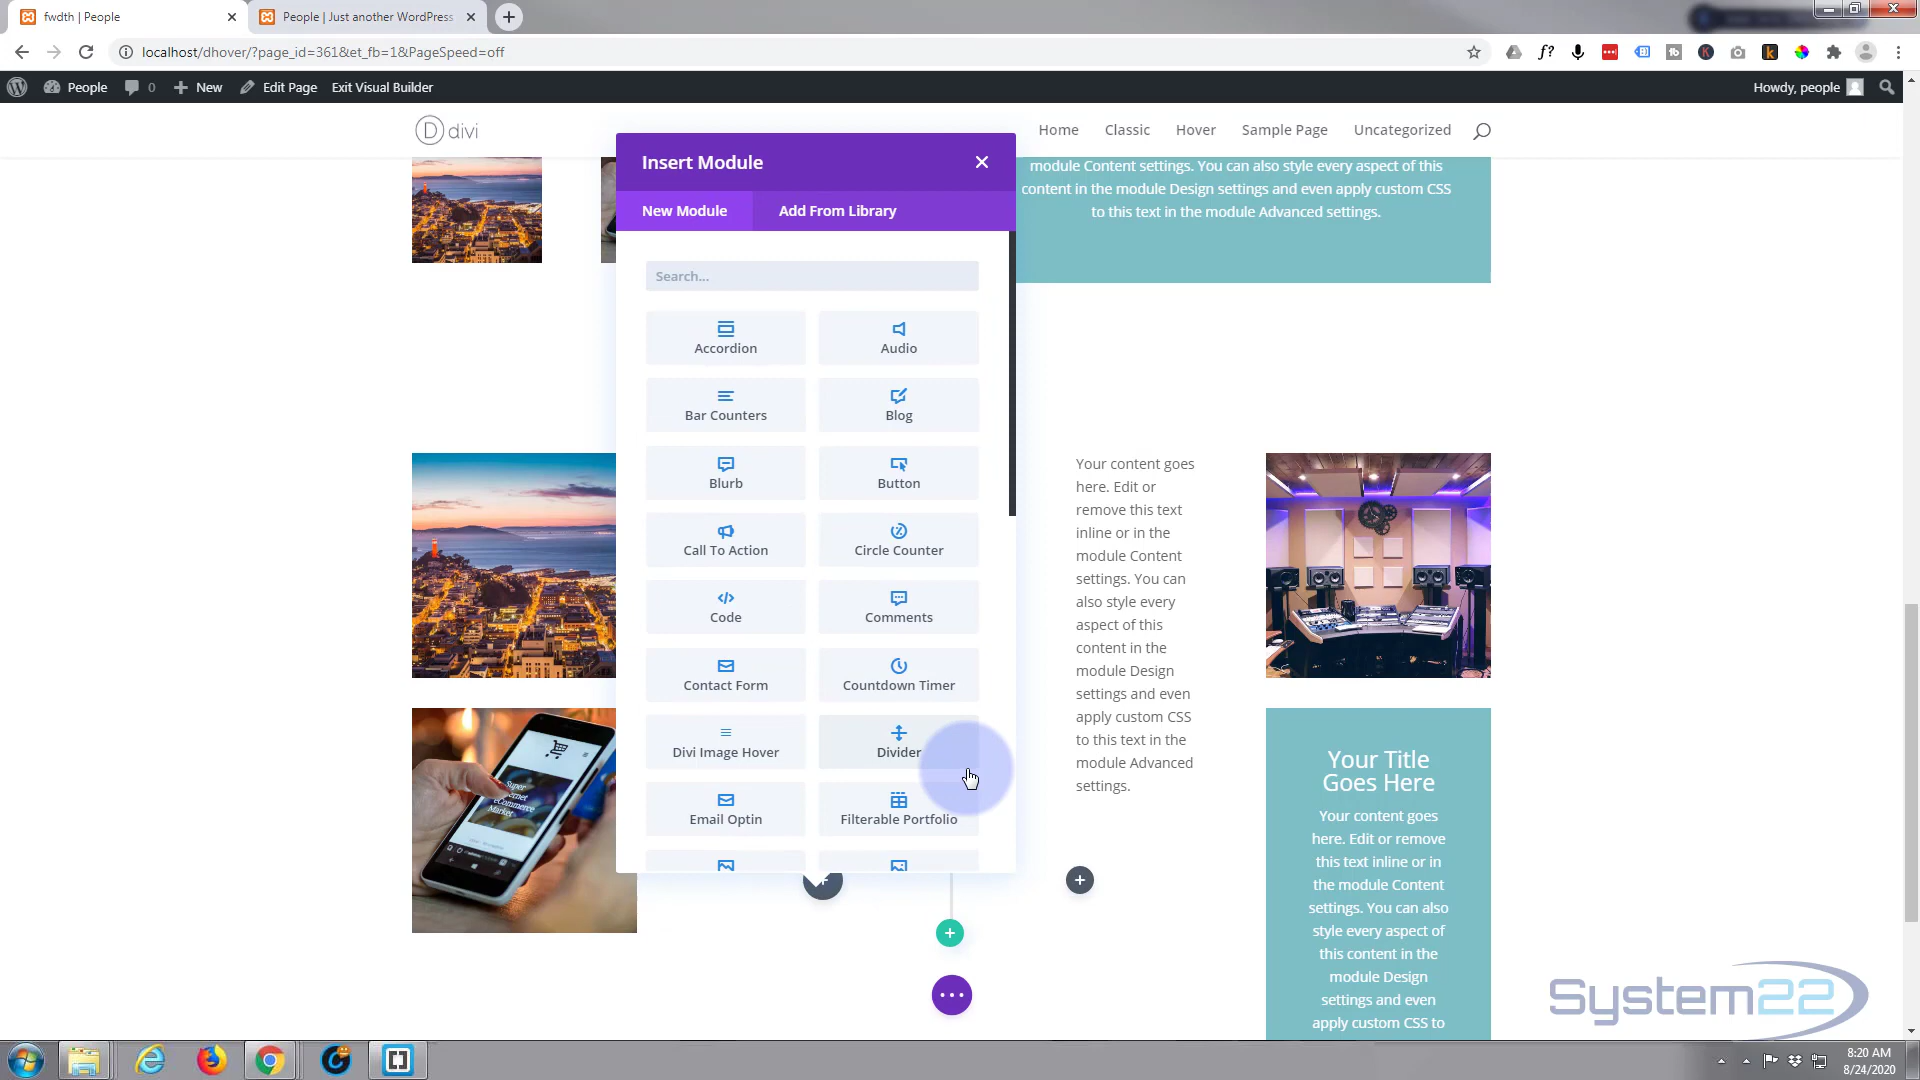 fwdth | People
People | Just another WordPress
localhost/dhover/?page_id=361&et_fb=1&PageSpeed=off
People
0
New
Edit Page
Exit Visual Builder
Howdy, people
D divi
Home
Classic
Hover
Sample Page
Uncategorized
module Content settings. You can also style every aspect of this
content in the module Design settings and even apply custom CSS
to this text in the module Advanced settings.
Insert Module
New Module
Add From Library
Search...
Accordion
Audio
Bar Counters
Blog
Blurb
Button
Call To Action
Circle Counter
Code
Comments
Contact Form
Countdown Timer
Divi Image Hover
Divider
Email Optin
Filterable Portfolio
Your content goes
here. Edit or
remove this text
inline or in the
module Content
settings. You can
also style every
aspect of this
content in the
module Design
settings and even
apply custom CSS
to this text in the
module Advanced
settings.
Your Title
Goes Here
Your content goes
here. Edit or remove
this text inline or in
the module Content
settings. You can also
style every aspect of
this content in the
module Design
settings and even
apply custom CSS to
System22
8:20 AM
8/24/2020